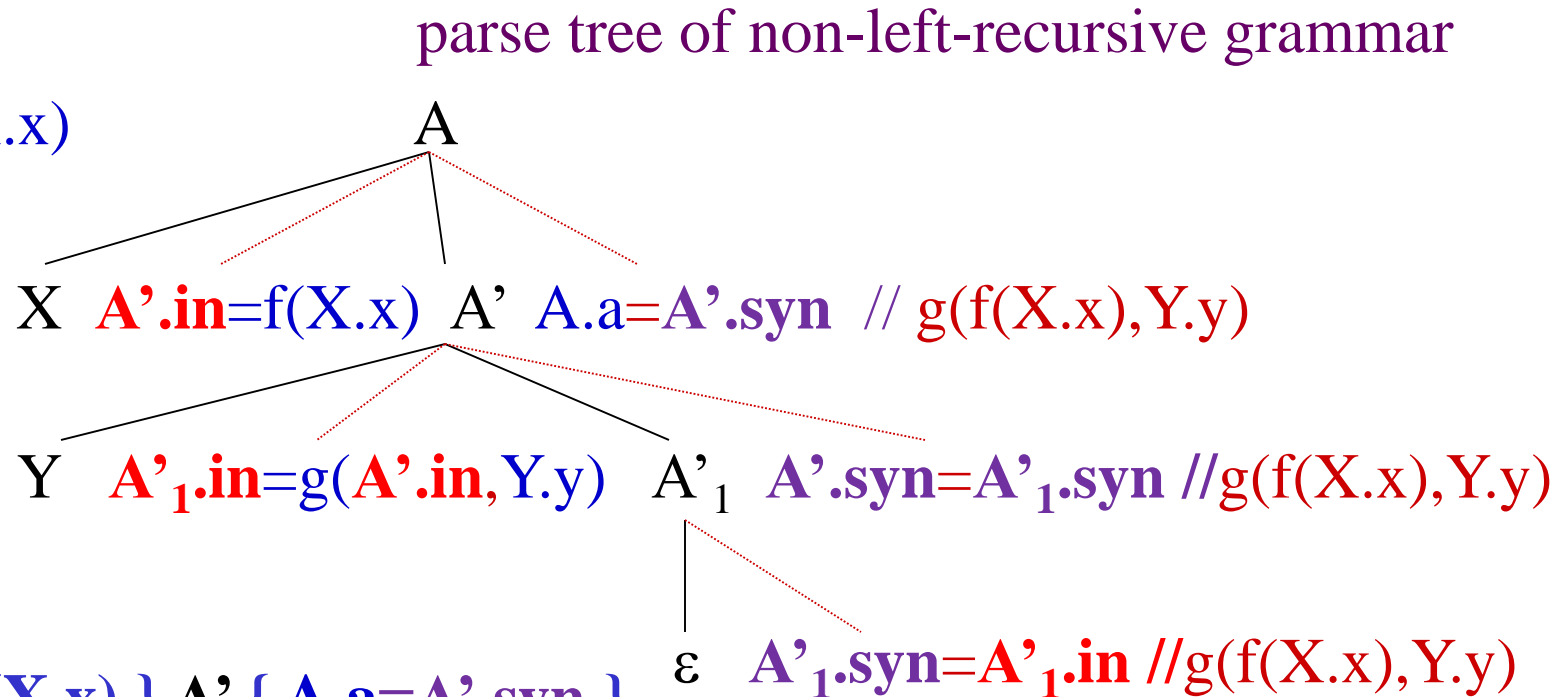 parse tree of non-left-recursive grammar
.x) A
X A’.in=f(X.x) A’ A.a=A’.syn // g(f(X.x),Y.y)
Y A’₁.in=g(A’.in,Y.y) A’₁ A’.syn=A’₁.syn //g(f(X.x),Y.y)
ε A’₁.syn=A’₁.in //g(f(X.x),Y.y)
(X.x) } A’ { A.a=A’.syn }